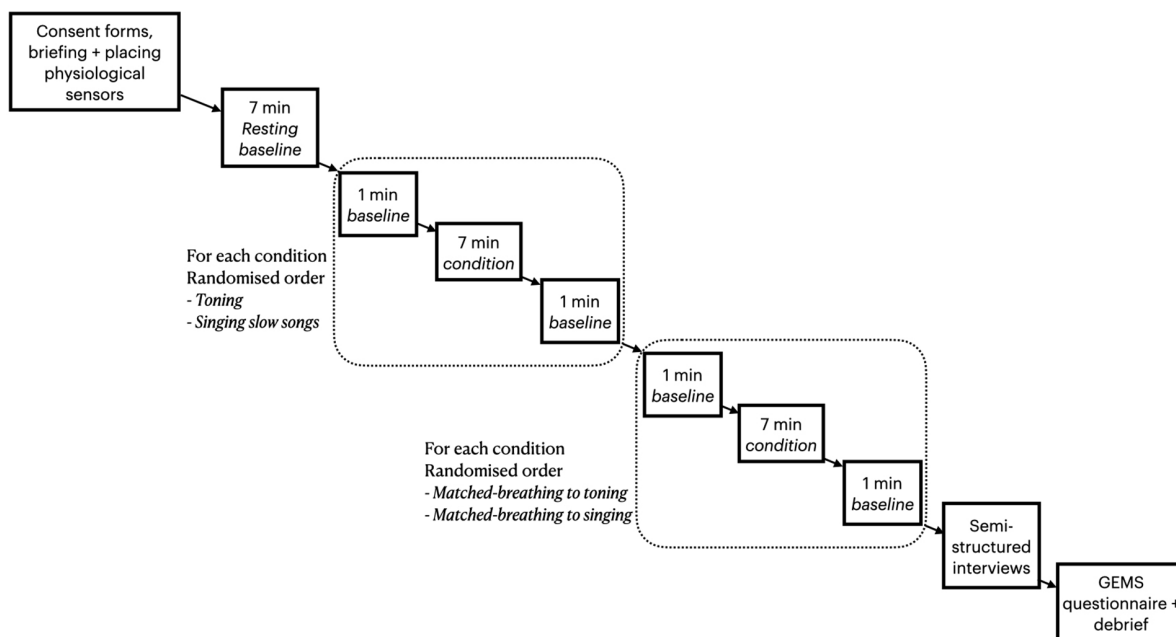 Consent forms,
briefing + placing
physiological
sensors
7 min
Resting
baseline
1 min
baseline
7 min
condition
1 min
baseline
For each condition
Randomised order
- Toning
- Singing slow songs
1 min
baseline
7 min
condition
1 min
baseline
For each condition
Randomised order
- Matched-breathing to toning
- Matched-breathing to singing
Semi-
structured
interviews
GEMS
questionnaire +
debrief